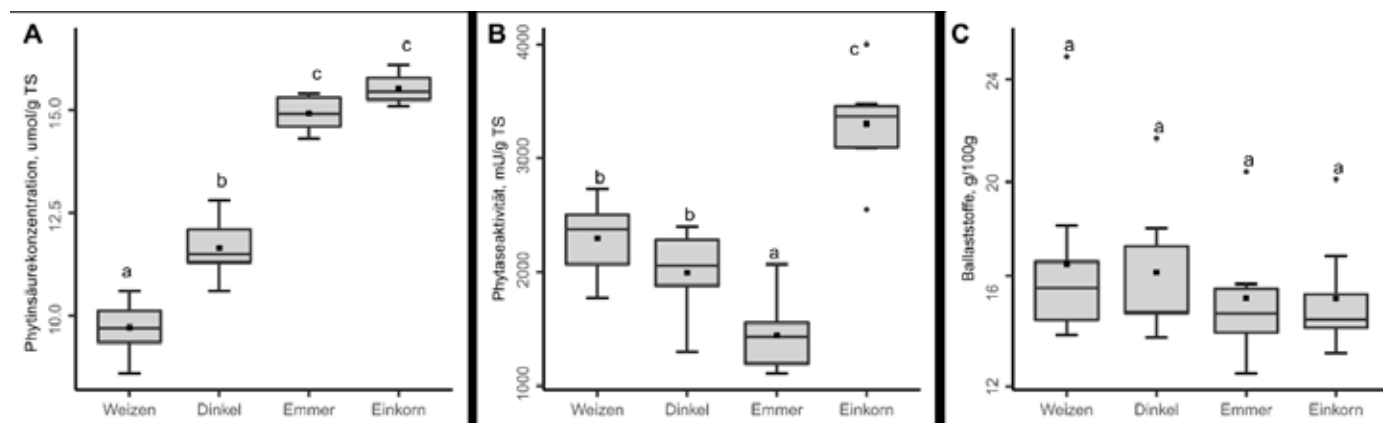 A
Phytinsäurekonzentration, umol/g TS
15.0
12.5
10.0
a
b
c
c
Weizen Dinkel Emmer Einkorn
B
Phytaseaktivität, mU/g TS
4000
3000
2000
1000
b
b
a
c
Weizen Dinkel Emmer Einkorn
C
Ballaststoffe, g/100g
24
20
16
12
a
a
a
a
Weizen Dinkel Emmer Einkorn